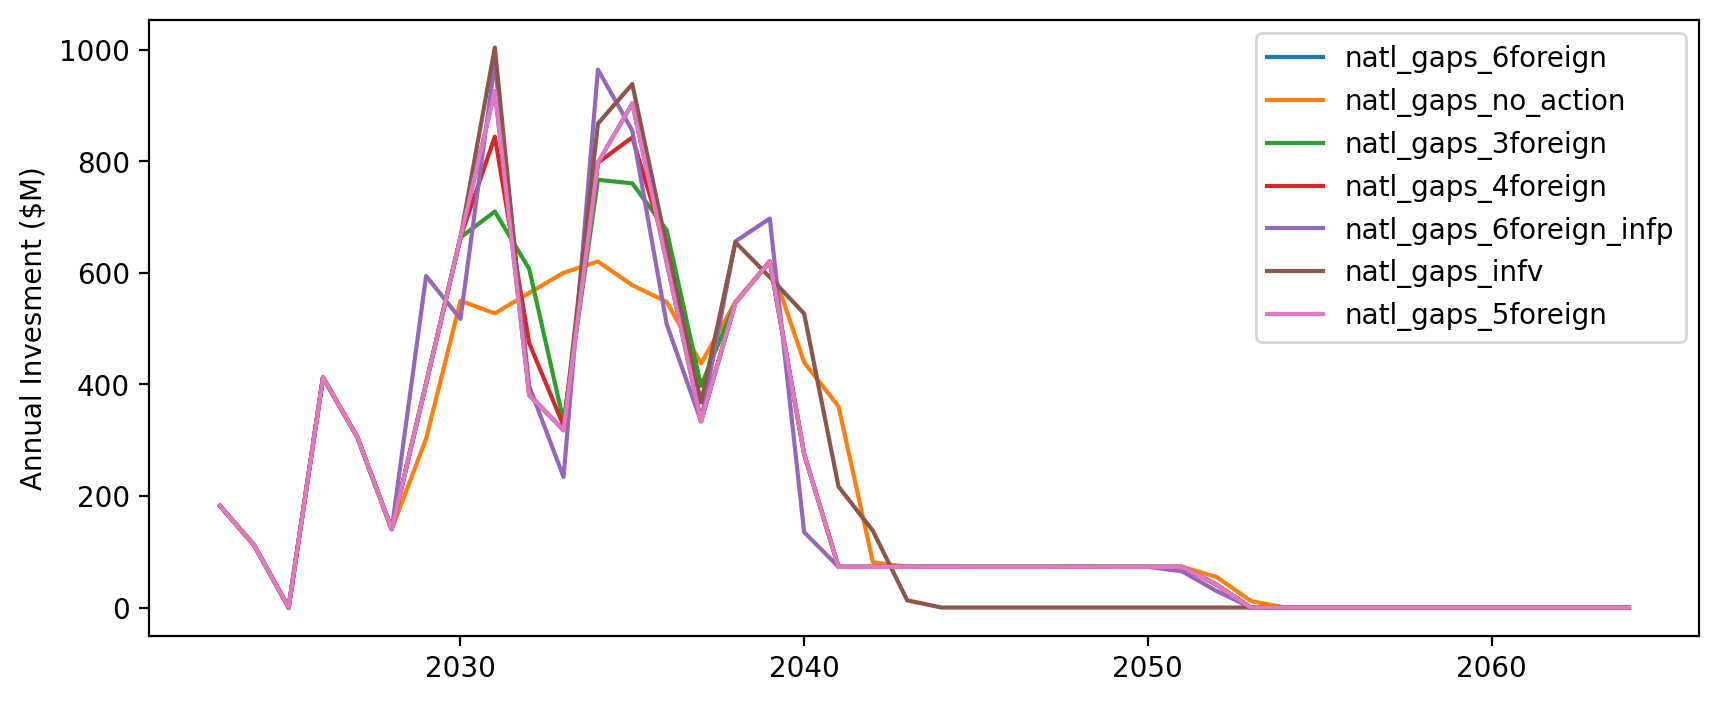 Annual Invesment ($M)
1000
800
600
400
200
0
2030
2040
2050
2060
natl_gaps_6foreign
natl_gaps_no_action
natl_gaps_3foreign
natl_gaps_4foreign
natl_gaps_6foreign_infp
natl_gaps_infv
natl_gaps_5foreign